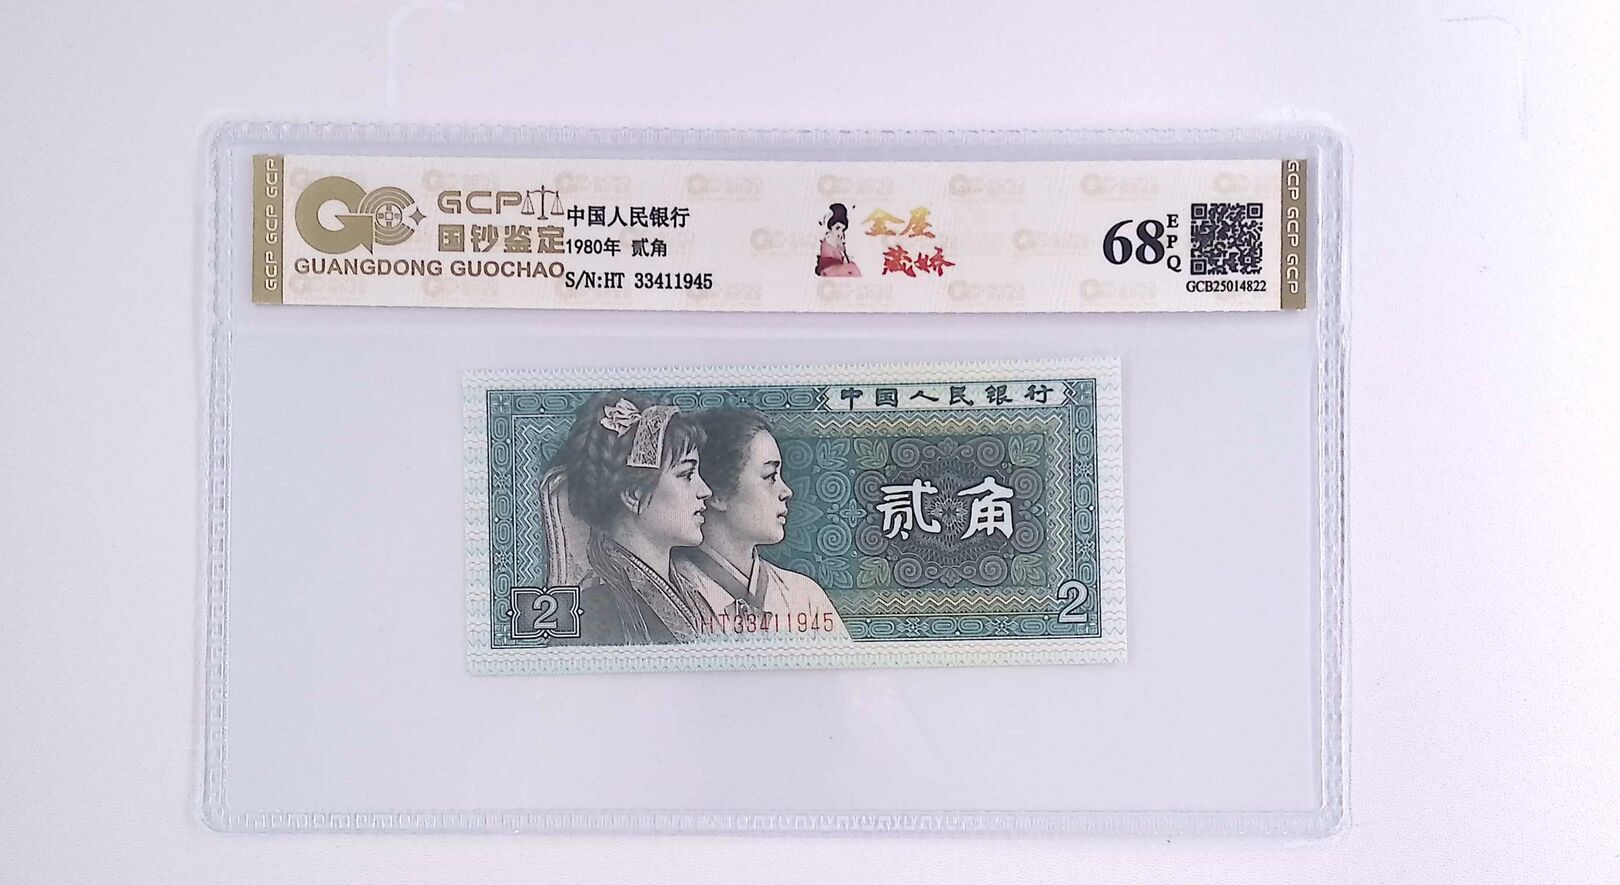 GCP GCP GCP
GCP
国钞鉴定
GUANGDONG GUOCHAO
中国人民银行
1980年 贰角
S/N:HT 33411945
金屋
藏娇
68
EPQ
GCB25014822
GCP GCP GCP
中国人民银行
贰角
2
2
HT33411945